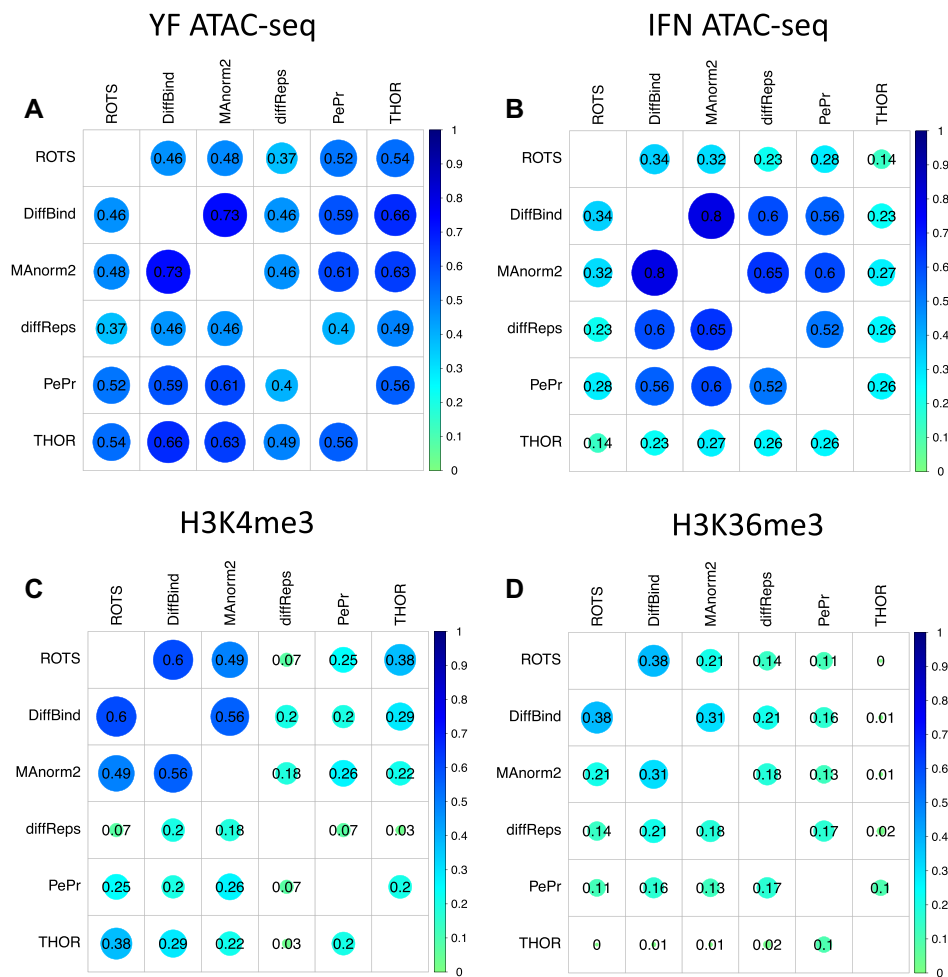 YF ATAC-seq
A
ROTS DiffBind MAnorm2 diffReps PePr THOR
ROTS 0.46 0.48 0.37 0.52 0.54
DiffBind 0.46 0.73 0.46 0.59 0.66
MAnorm2 0.48 0.73 0.46 0.61 0.63
diffReps 0.37 0.46 0.46 0.4 0.49
PePr 0.52 0.59 0.61 0.4 0.56
THOR 0.54 0.66 0.63 0.49 0.56
1
0.9
0.8
0.7
0.6
0.5
0.4
0.3
0.2
0.1
0
IFN ATAC-seq
B
ROTS DiffBind MAnorm2 diffReps PePr THOR
ROTS 0.34 0.32 0.23 0.28 0.14
DiffBind 0.34 0.8 0.6 0.56 0.23
MAnorm2 0.32 0.8 0.65 0.6 0.27
diffReps 0.23 0.6 0.65 0.52 0.26
PePr 0.28 0.56 0.6 0.52 0.26
THOR 0.14 0.23 0.27 0.26 0.26
1
0.9
0.8
0.7
0.6
0.5
0.4
0.3
0.2
0.1
0
H3K4me3
C
ROTS DiffBind MAnorm2 diffReps PePr THOR
ROTS 0.6 0.49 0.07 0.25 0.38
DiffBind 0.6 0.56 0.2 0.2 0.29
MAnorm2 0.49 0.56 0.18 0.26 0.22
diffReps 0.07 0.2 0.18 0.07 0.03
PePr 0.25 0.2 0.26 0.07 0.2
THOR 0.38 0.29 0.22 0.03 0.2
1
0.9
0.8
0.7
0.6
0.5
0.4
0.3
0.2
0.1
0
H3K36me3
D
ROTS DiffBind MAnorm2 diffReps PePr THOR
ROTS 0.38 0.21 0.14 0.11 0
DiffBind 0.38 0.31 0.21 0.16 0.01
MAnorm2 0.21 0.31 0.18 0.13 0.01
diffReps 0.14 0.21 0.18 0.17 0.02
PePr 0.11 0.16 0.13 0.17 0.1
THOR 0 0.01 0.01 0.02 0.1
1
0.9
0.8
0.7
0.6
0.5
0.4
0.3
0.2
0.1
0